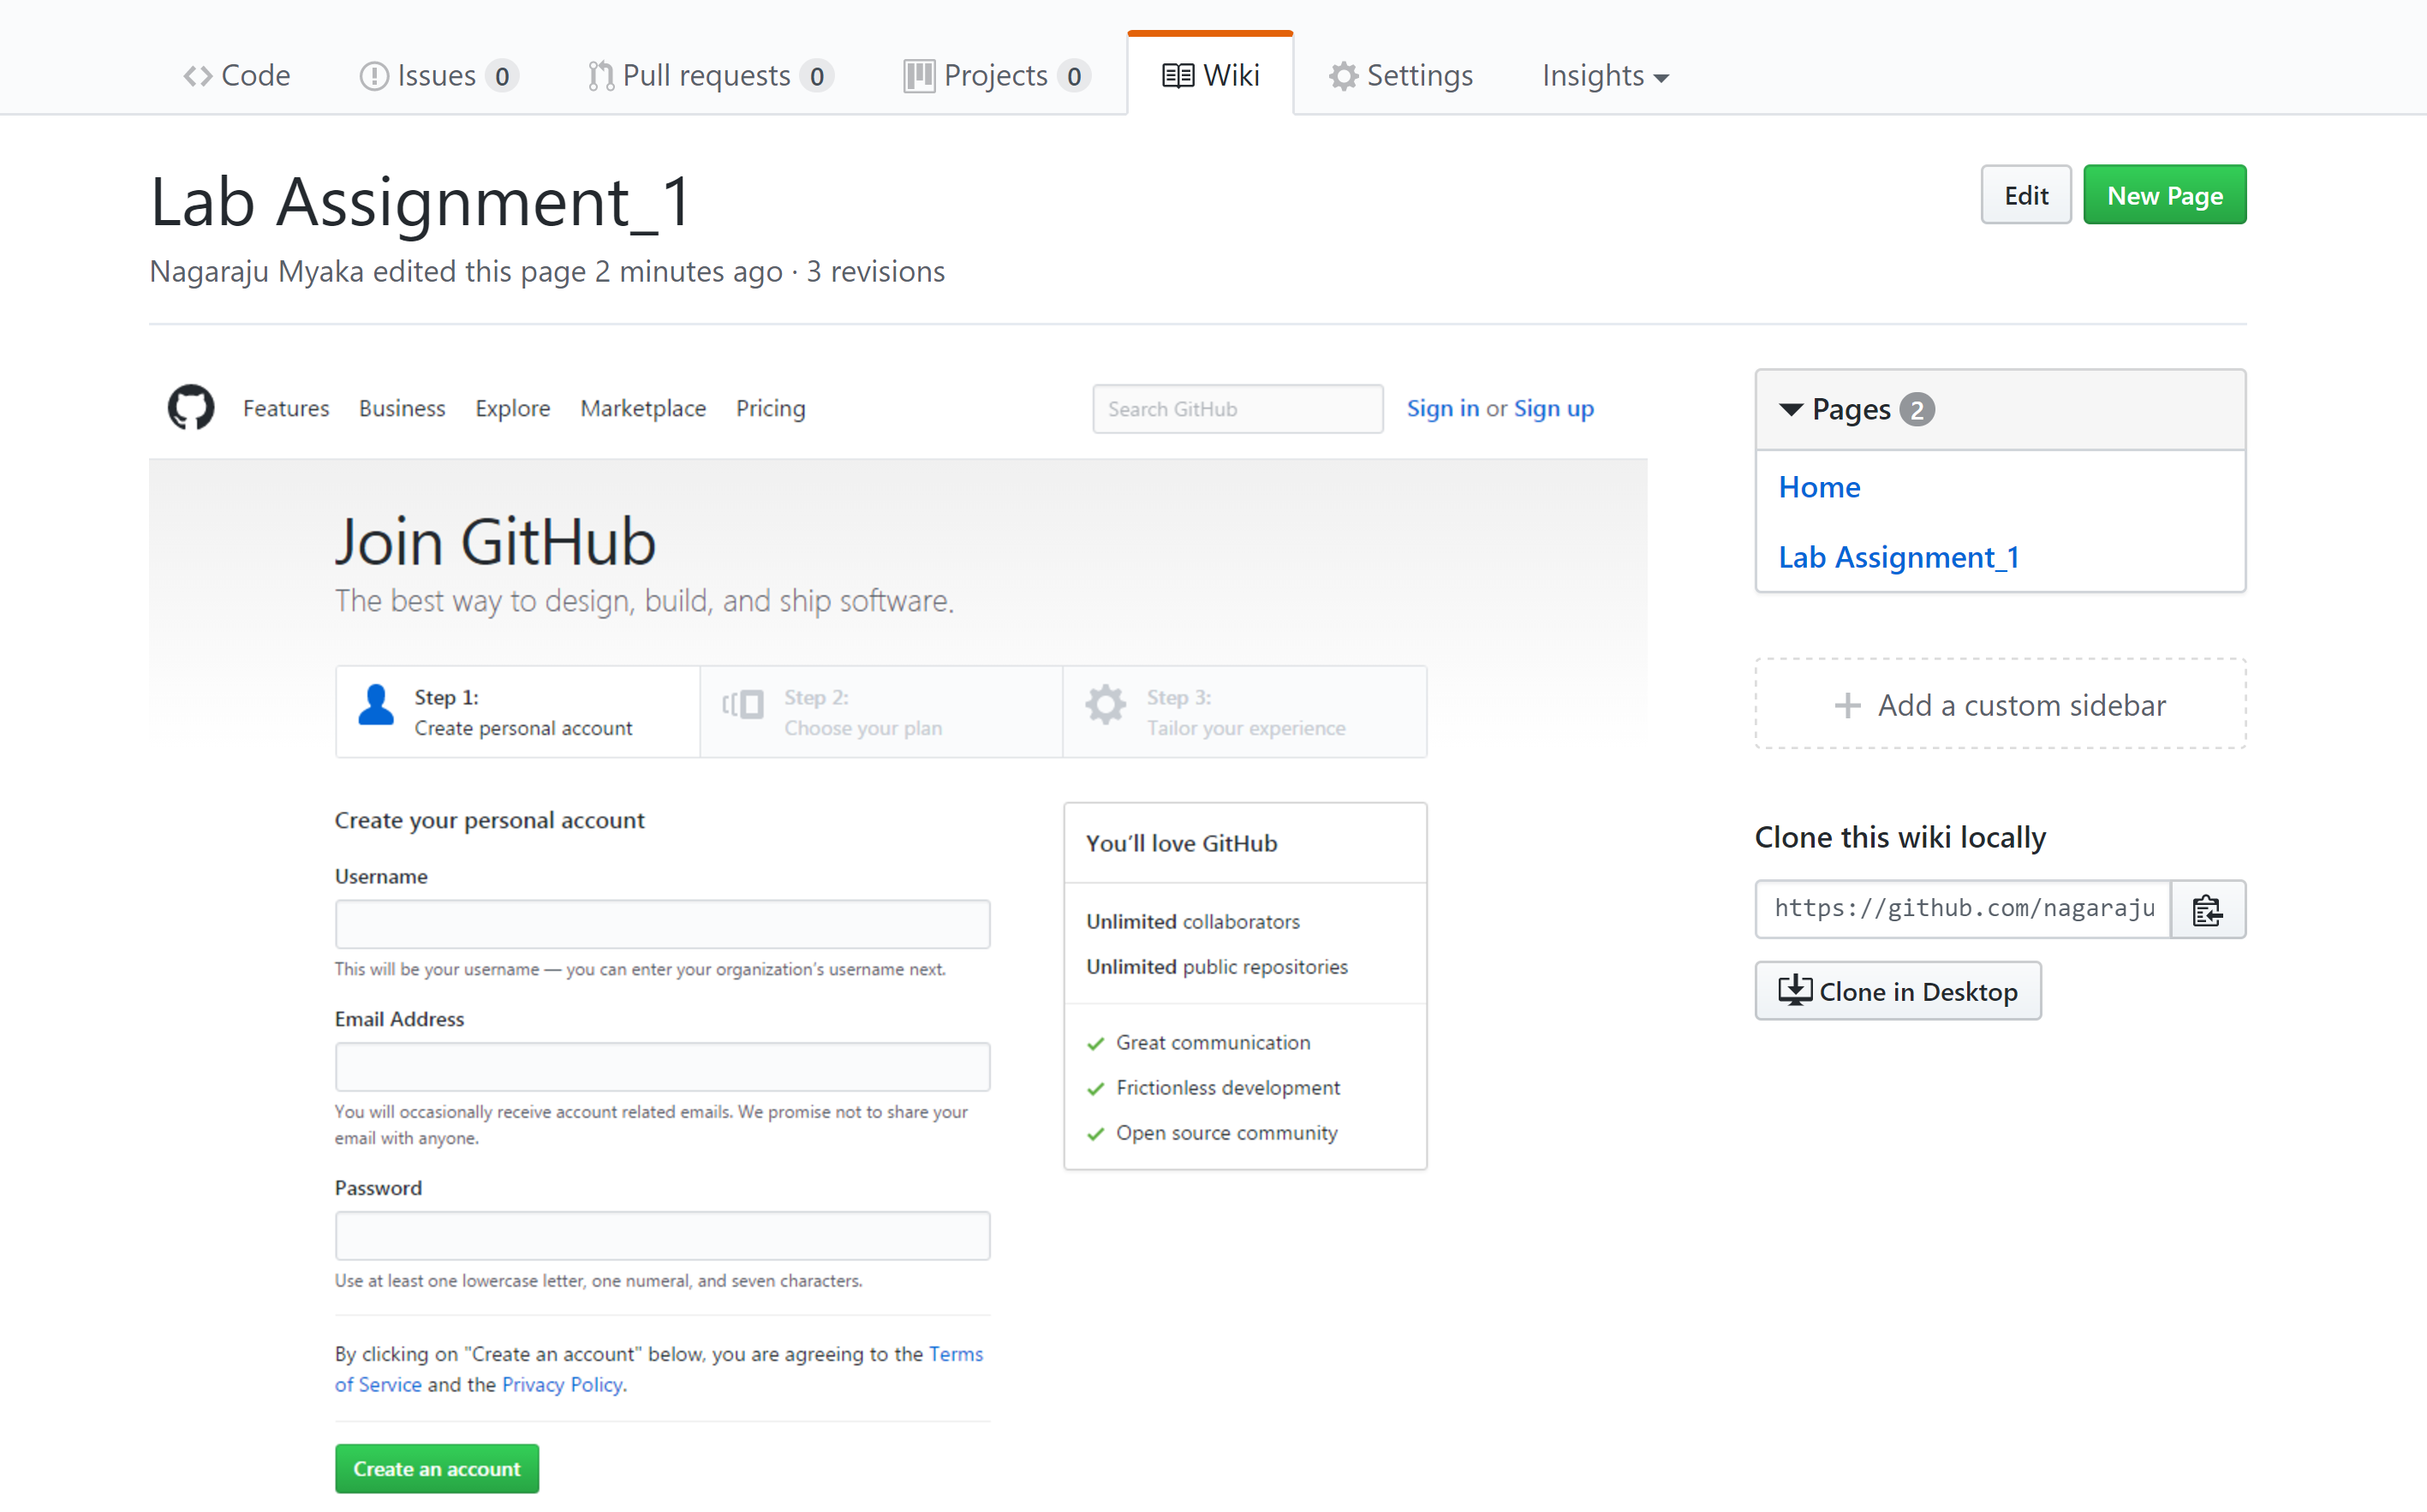 Code Issues 0 Pull requests 0 Projects 0 Wiki Settings Insights
Lab Assignment_1
Edit New Page
Nagaraju Myaka edited this page 2 minutes ago · 3 revisions
Features Business Explore Marketplace Pricing Search GitHub Sign in or Sign up
Join GitHub
The best way to design, build, and ship software.
Step 1:
Create personal account
Step 2:
Choose your plan
Step 3:
Tailor your experience
Create your personal account
Username
This will be your username — you can enter your organization's username next.
Email Address
You will occasionally receive account related emails. We promise not to share your
email with anyone.
Password
Use at least one lowercase letter, one numeral, and seven characters.
By clicking on "Create an account" below, you are agreeing to the Terms
of Service and the Privacy Policy.
Create an account
You'll love GitHub
Unlimited collaborators
Unlimited public repositories
Great communication
Frictionless development
Open source community
Pages 2
Home
Lab Assignment_1
Add a custom sidebar
Clone this wiki locally
https://github.com/nagaraju
Clone in Desktop